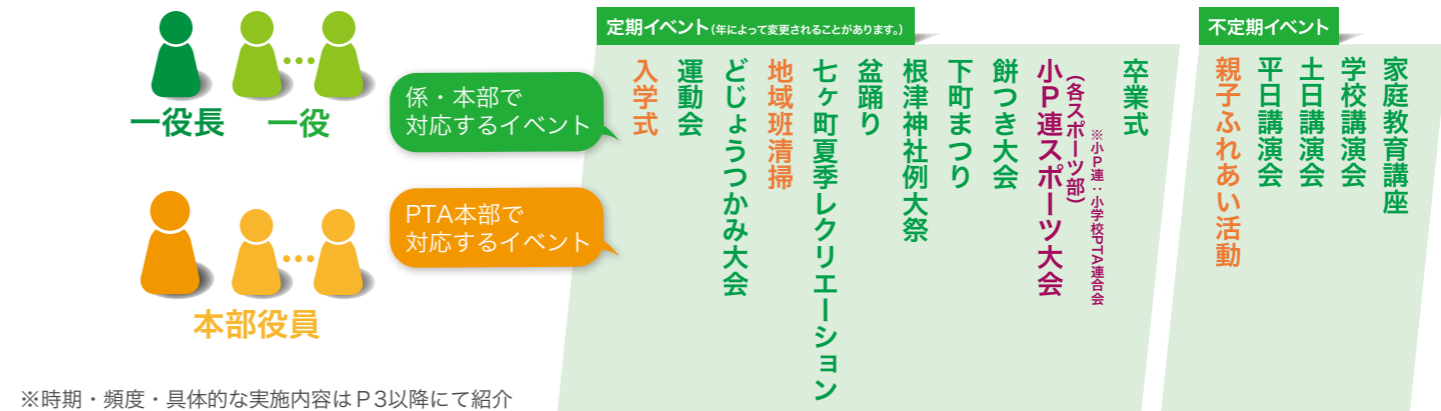 一役長
一役
係・本部で
対応するイベント
PTA本部で
対応するイベント
本部役員
※時期・頻度・具体的な実施内容はP3以降にて紹介
定期イベント(年によって変更されることがあります。)
入学式
運動会
どじょうつかみ大会
地域班清掃
七ヶ町夏季レクリエーション
盆踊り
根津神社例大祭
下町まつり
餅つき大会
小P連スポーツ大会
(各スポーツ部)
※小P連:小学校PTA連合会
卒業式
不定期イベント
親子ふれあい活動
平日講演会
土日講演会
学校講演会
家庭教育講座